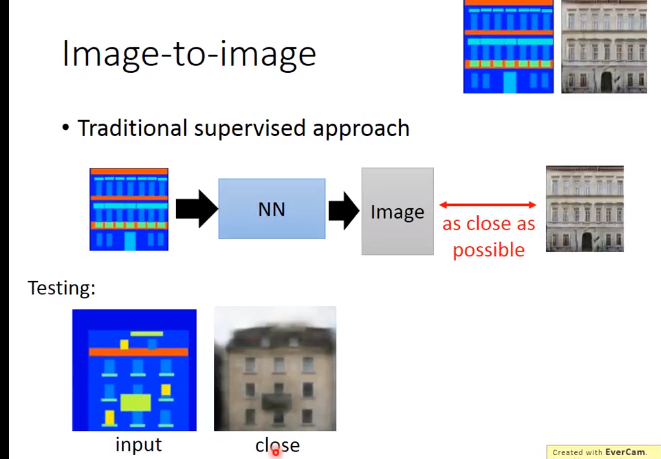 Image-to-image
• Traditional supervised approach
NN
Image
as close as
possible
Testing:
input
close
Created with EverCam.